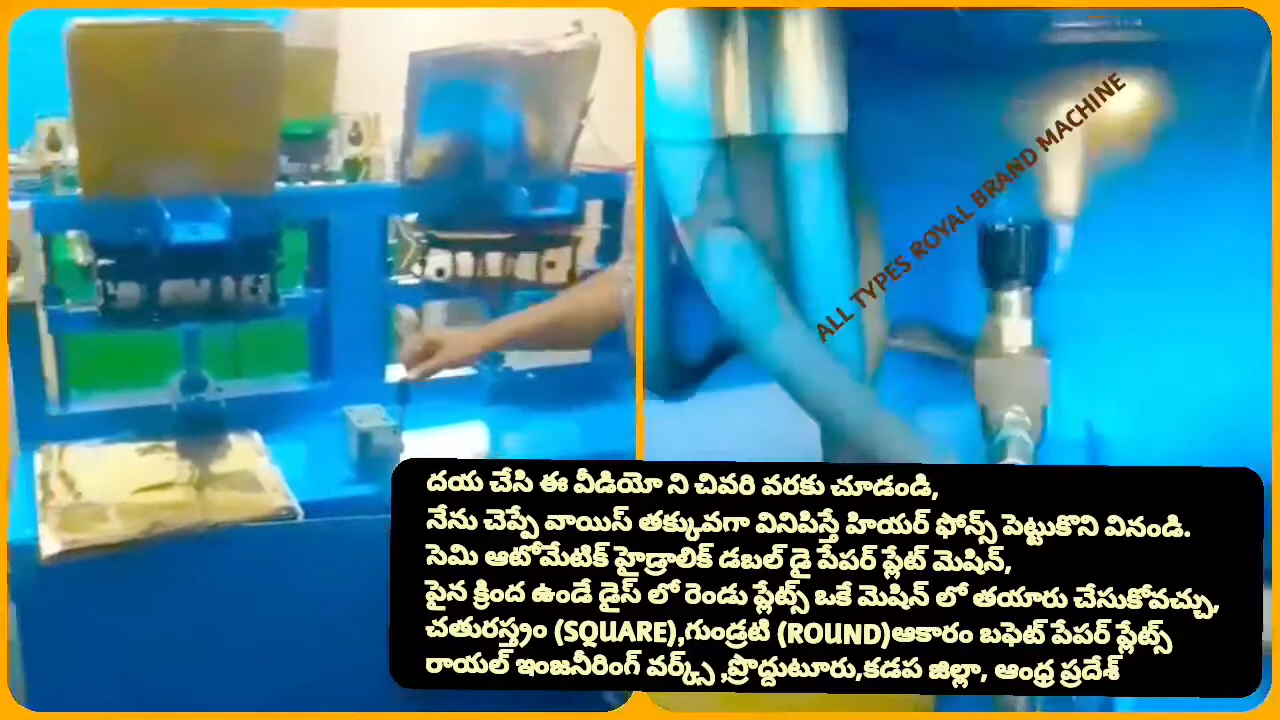 ALL TYPES ROYAL BRAND MACHINE
దయ చేసి ఈ వీడియో ని చివరి వరకు చూడండి,
నేను చెప్పే వాయిస్ తక్కువగా వినిపిస్తే హియర్ ఫోన్స్ పెట్టుకొని వినండి.
సెమి ఆటోమేటిక్ హైడ్రాలిక్ డబల్ డై పేపర్ ప్లేట్ మెషిన్,
పైన క్రింద ఉండే డైస్ లో రెండు ప్లేట్స్ ఒకే మెషిన్ లో తయారు చేసుకోవచ్చు,
చతురస్త్రం (SQUARE),గుండ్రటి (ROUND)ఆకారం బఫెట్ పేపర్ ప్లేట్స్
రాయల్ ఇంజనీరింగ్ వర్క్స్ ,ప్రొద్దుటూరు,కడప జిల్లా, ఆంధ్ర ప్రదేశ్